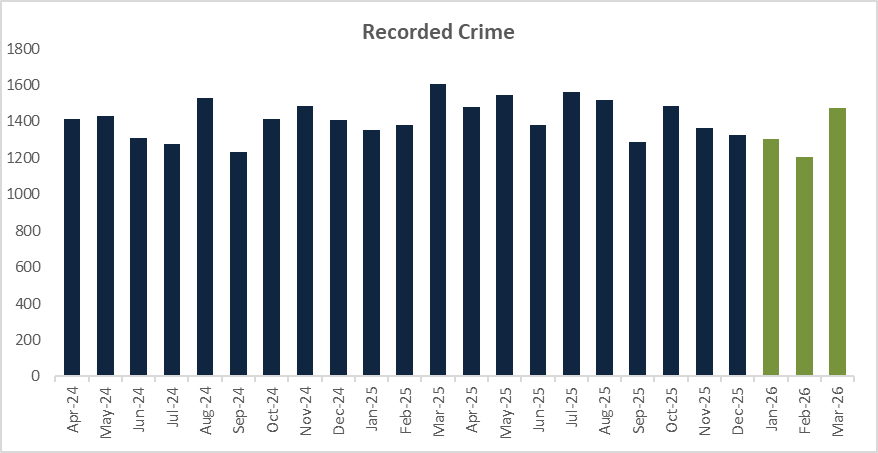 Recorded Crime
1800
1600
1400
1200
1000
800
600
400
200
0
Apr-24
May-24
Jun-24
Jul-24
Aug-24
Sep-24
Oct-24
Nov-24
Dec-24
Jan-25
Feb-25
Mar-25
Apr-25
May-25
Jun-25
Jul-25
Aug-25
Sep-25
Oct-25
Nov-25
Dec-25
Jan-26
Feb-26
Mar-26